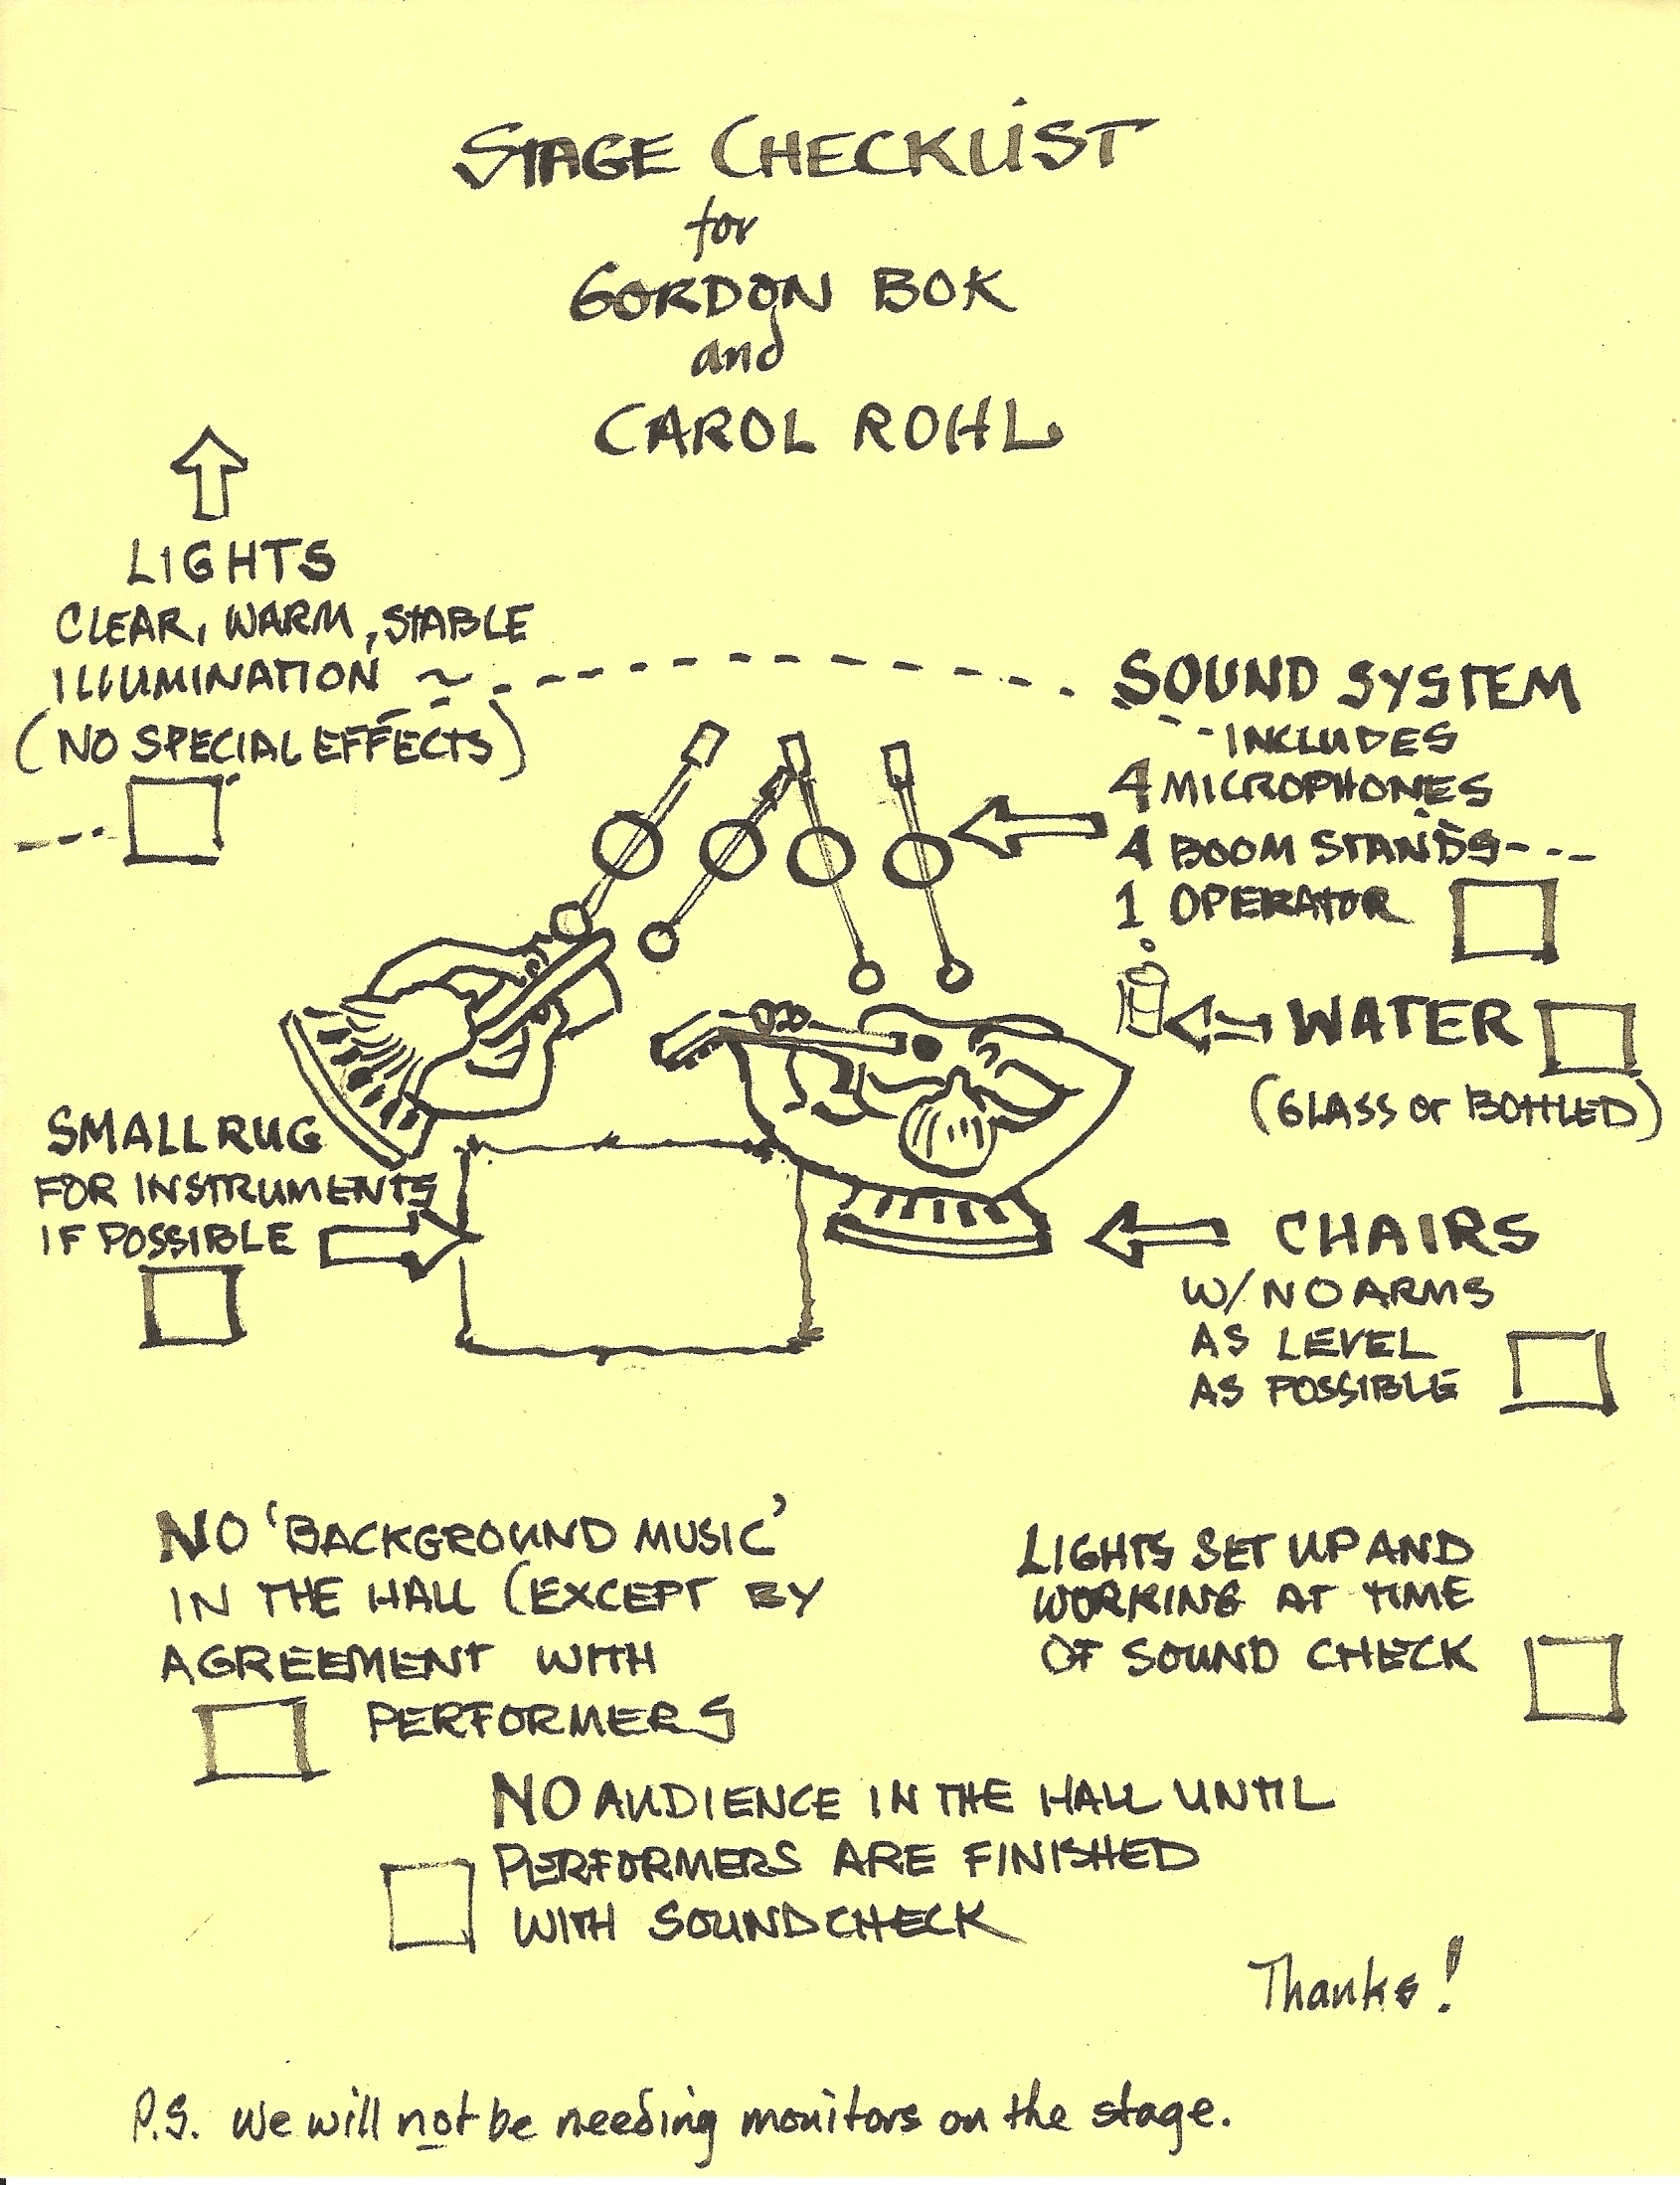 STAGE CHECKLIST
for
GORDON BOK
and
CAROL ROHL
LIGHTS
CLEAR, WARM, STABLE
ILLUMINATION ~
(NO SPECIAL EFFECTS)
SOUND SYSTEM
-INCLUDES
4 MICROPHONES
4 BOOM STANDS
1 OPERATOR
WATER
(GLASS or BOTTLED)
SMALL RUG
FOR INSTRUMENTS
IF POSSIBLE
CHAIRS
W/ NO ARMS
AS LEVEL
AS POSSIBLE
NO 'BACKGROUND MUSIC'
IN THE HALL (EXCEPT BY
AGREEMENT WITH
PERFORMERS
LIGHTS SET UP AND
WORKING AT TIME
OF SOUND CHECK
NO AUDIENCE IN THE HALL UNTIL
PERFORMERS ARE FINISHED
WITH SOUNDCHECK
Thanks!
P.S. We will not be needing monitors on the stage.